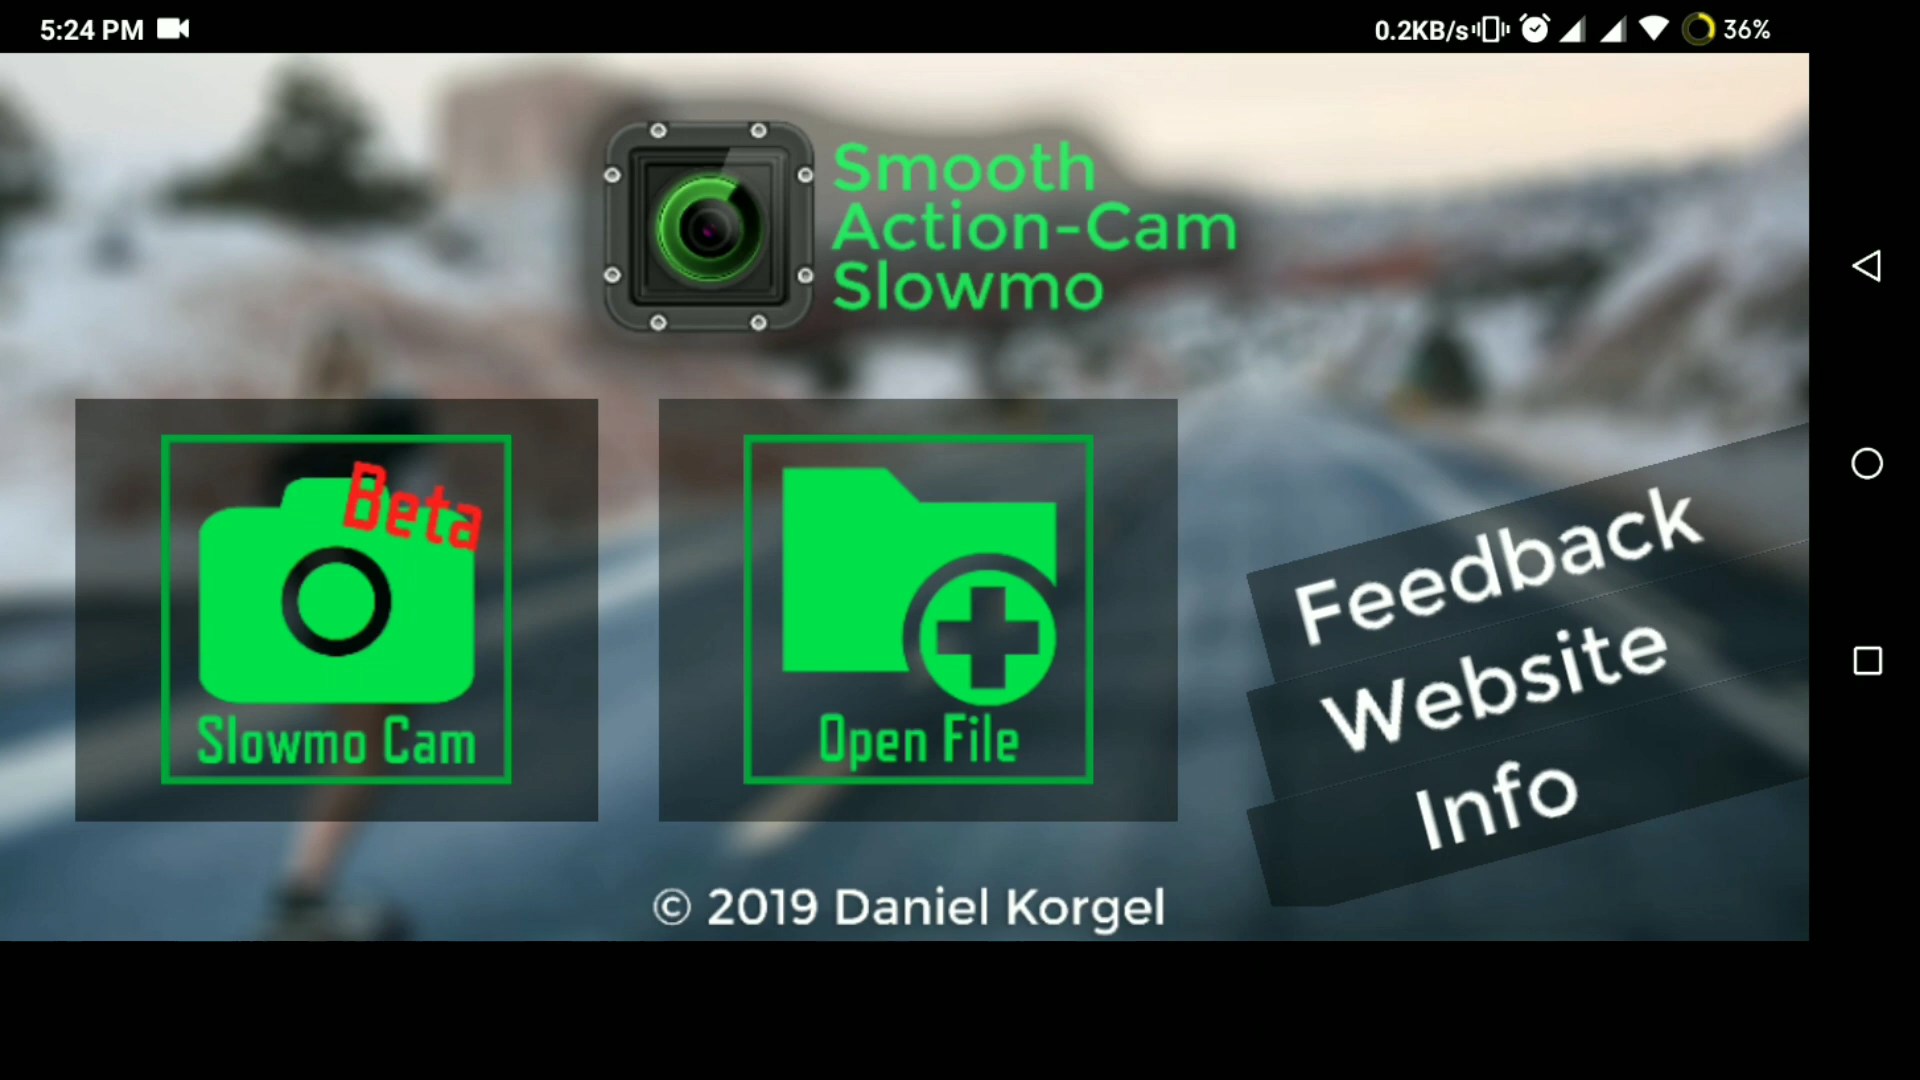 5:24 PM
0.2KB/s
36%
Smooth
Action-Cam
Slowmo
Beta
Slowmo Cam
Open File
Feedback
Website
Info
© 2019 Daniel Korgel